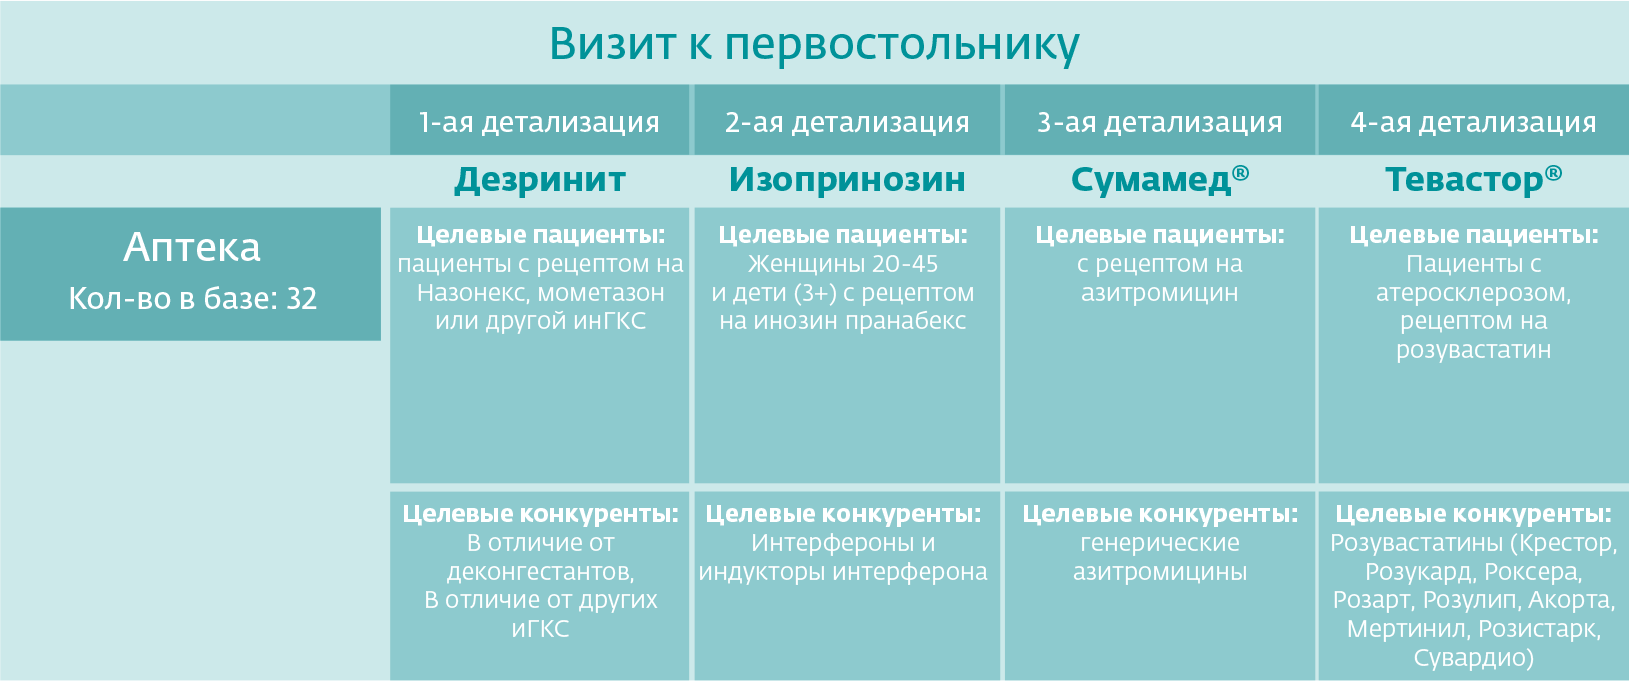 Визит к первостольнику
1-ая детализация
2-ая детализация
3-ая детализация
4-ая детализация
Дезринит
Изопринозин
Сумамед®
Тевастор®
Аптека
Кол-во в базе: 32
Целевые пациенты:
пациенты с рецептом на
Назонекс, мометазон
или другой инГКС
Целевые пациенты:
Женщины 20-45
и дети (3+) с рецептом
на инозин пранабекс
Целевые пациенты:
с рецептом на
азитромицин
Целевые пациенты:
Пациенты с
атеросклерозом,
рецептом на
розувастатин
Целевые конкуренты:
В отличие от
деконгестантов,
В отличие от других
иГКС
Целевые конкуренты:
Интерфероны и
индукторы интерферона
Целевые конкуренты:
генерические
азитромицины
Целевые конкуренты:
Розувастатины (Крестор,
Розукард, Роксера,
Розарт, Розулип, Акорта,
Мертинил, Розистарк,
Сувардио)